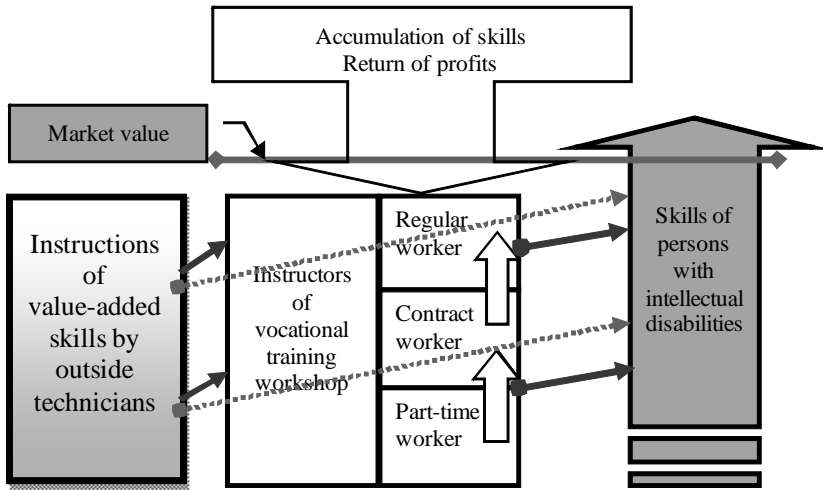 Accumulation of skills
Return of profits
Market value
Instructions
of
value-added
skills by
outside
technicians
Instructors
of
vocational
training
workshop
Regular
worker
Contract
worker
Part-time
worker
Skills of
persons
with
intellectual
disabilities